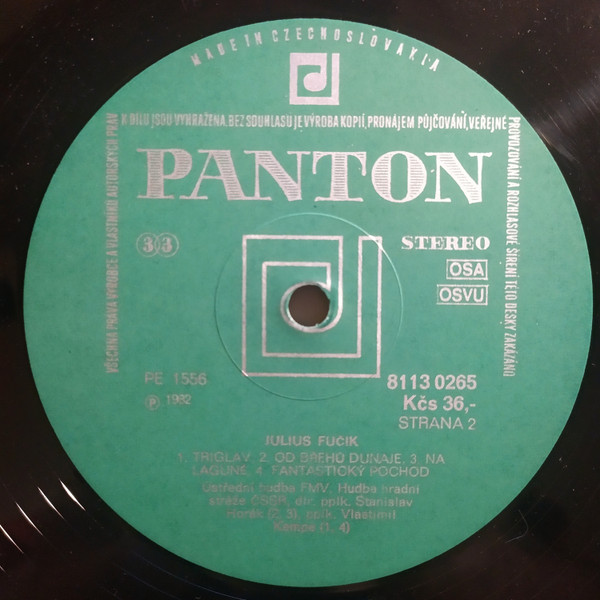 MADE IN CZECHOSLOVAKIA
VŠECHNA PRÁVA VÝROBCE A VLASTNÍKŮ AUTORSKÝCH PRÁV
K DÍLU JSOU VYHRAZENA. BEZ SOUHLASU JE VÝROBA KOPIÍ, PRONÁJEM PŮJČOVÁNÍ, VEŘEJNÉ
PROVOZOVÁNÍ A ROZHLASOVÉ ŠÍŘENÍ TÉTO DESKY ZAKÁZÁNO
PANTON
33
STEREO
OSA
OSVU
PE 1556
8113 0265
Ⓟ 1982
Kčs 36,-
STRANA 2
JULIUS FUČÍK
1. TRIGLAV, 2. OD BŘEHŮ DUNAJE, 3. NA
LAGUNĚ, 4. FANTASTICKÝ POCHOD
Ústřední hudba FMV, Hudba hradní
stráže ČSSR, dir. pplk. Stanislav
Horák (2, 3), pplk. Vlastimil
Kempe (1, 4)